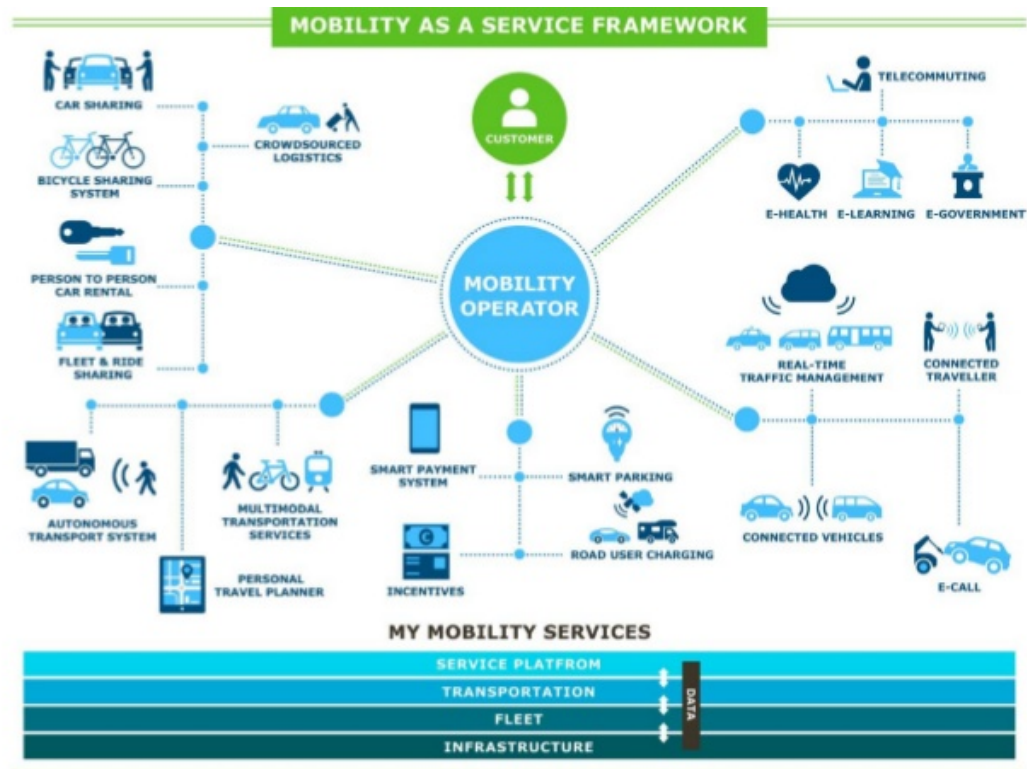 MOBILITY AS A SERVICE FRAMEWORK
CUSTOMER
MOBILITY
OPERATOR
CAR SHARING
CROWDSOURCED
LOGISTICS
BICYCLE SHARING
SYSTEM
PERSON TO PERSON
CAR RENTAL
FLEET & RIDE
SHARING
TELECOMMUTING
E-HEALTH
E-LEARNING
E-GOVERNMENT
REAL-TIME
TRAFFIC MANAGEMENT
CONNECTED
TRAVELLER
CONNECTED VEHICLES
E-CALL
AUTONOMOUS
TRANSPORT SYSTEM
MULTIMODAL
TRANSPORTATION
SERVICES
PERSONAL
TRAVEL PLANNER
SMART PAYMENT
SYSTEM
SMART PARKING
INCENTIVES
ROAD USER CHARGING
MY MOBILITY SERVICES
SERVICE PLATFROM
TRANSPORTATION
FLEET
INFRASTRUCTURE
DATA